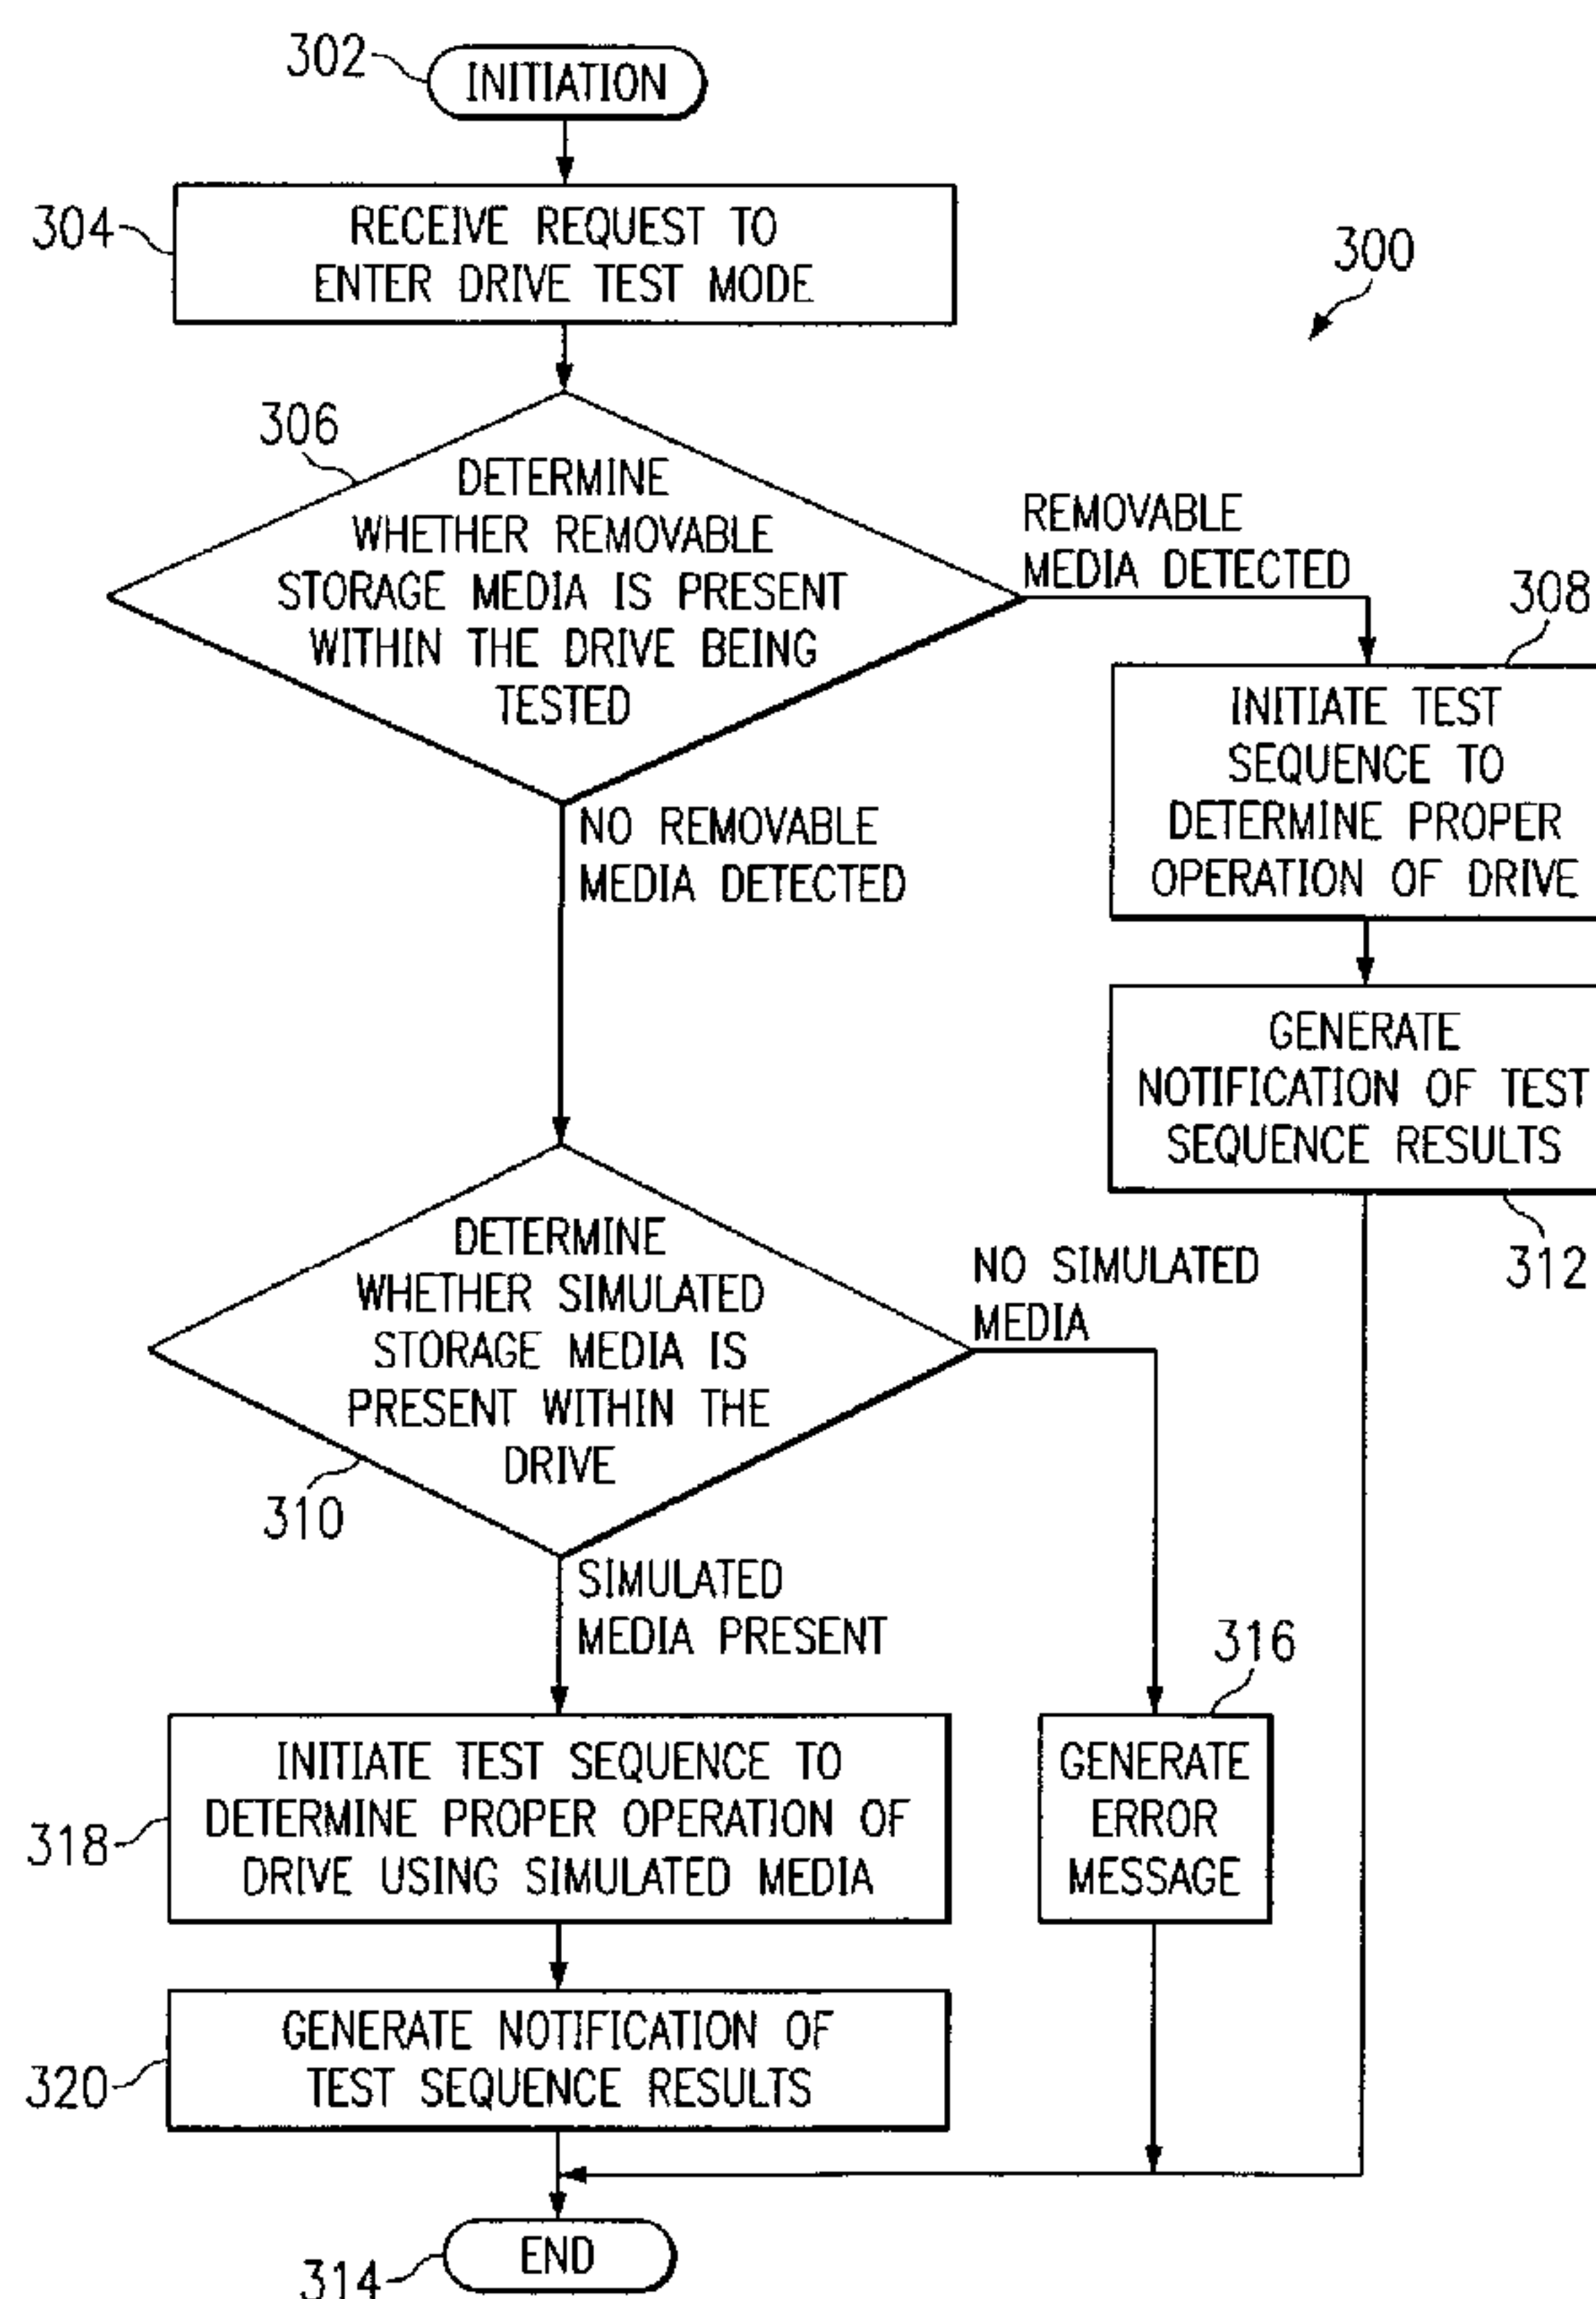 302
INITIATION
304
RECEIVE REQUEST TO
ENTER DRIVE TEST MODE
300
306
DETERMINE
WHETHER REMOVABLE
STORAGE MEDIA IS PRESENT
WITHIN THE DRIVE BEING
TESTED
REMOVABLE
MEDIA DETECTED
308
INITIATE TEST
SEQUENCE TO
DETERMINE PROPER
OPERATION OF DRIVE
NO REMOVABLE
MEDIA DETECTED
GENERATE
NOTIFICATION OF TEST
SEQUENCE RESULTS
312
DETERMINE
WHETHER SIMULATED
STORAGE MEDIA IS
PRESENT WITHIN THE
DRIVE
310
NO SIMULATED
MEDIA
SIMULATED
MEDIA PRESENT
316
GENERATE
ERROR
MESSAGE
318
INITIATE TEST SEQUENCE TO
DETERMINE PROPER OPERATION OF
DRIVE USING SIMULATED MEDIA
320
GENERATE NOTIFICATION OF
TEST SEQUENCE RESULTS
314
END